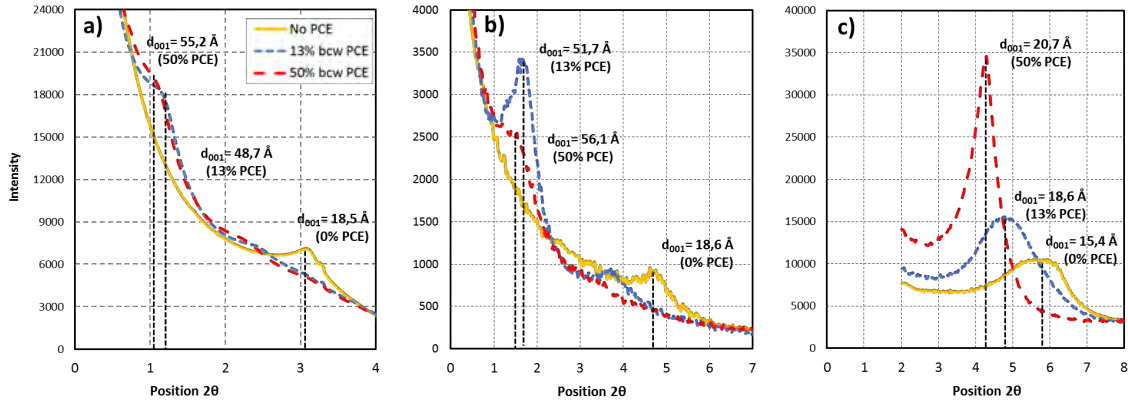 a)
b)
c)
24000
21000
18000
15000
12000
9000
6000
3000
0
Intensity
0
1
2
3
4
Position 2θ
No PCE
13% bcw PCE
50% bcw PCE
d001= 55,2 Å
(50% PCE)
d001= 48,7 Å
(13% PCE)
d001= 18,5 Å
(0% PCE)
4000
3500
3000
2500
2000
1500
1000
500
0
0
1
2
3
4
5
6
7
Position 2θ
d001= 51,7 Å
(13% PCE)
d001= 56,1 Å
(50% PCE)
d001= 18,6 Å
(0% PCE)
40000
35000
30000
25000
20000
15000
10000
5000
0
0
1
2
3
4
5
6
7
8
Position 2θ
d001= 20,7 Å
(50% PCE)
d001= 18,6 Å
(13% PCE)
d001= 15,4 Å
(0% PCE)